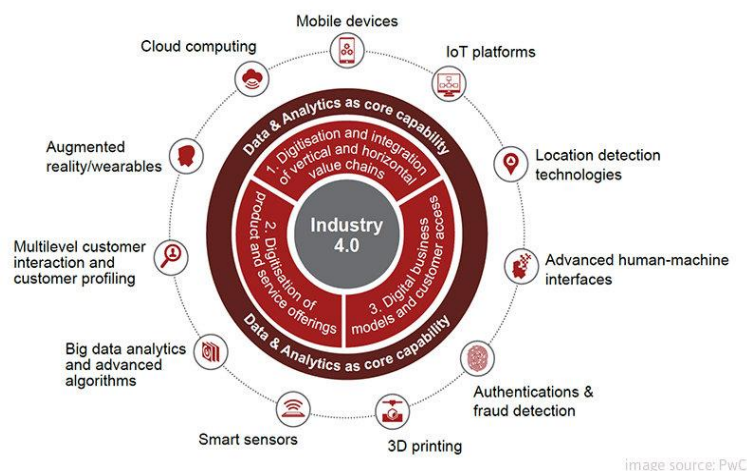 Mobile devices
Cloud computing
IoT platforms
Augmented
reality/wearables
Location detection
technologies
Multilevel customer
interaction and
customer profiling
Advanced human-machine
interfaces
Big data analytics
and advanced
algorithms
Authentications &
fraud detection
Smart sensors
3D printing
Data & Analytics as core capability
1. Digitisation and integration
of vertical and horizontal
value chains
Industry
4.0
2. Digitisation of
product and service offerings
3. Digital business
models and customer access
Data & Analytics as core capability
image source: PwC